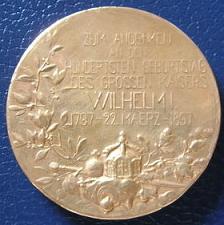 ZUM ANDENKEN
AN DEN
HUNDERTSTEN GEBURTSTAG
DES GROSSEN KAISERS
WILHELM I.
1797-22. MAERZ-1897